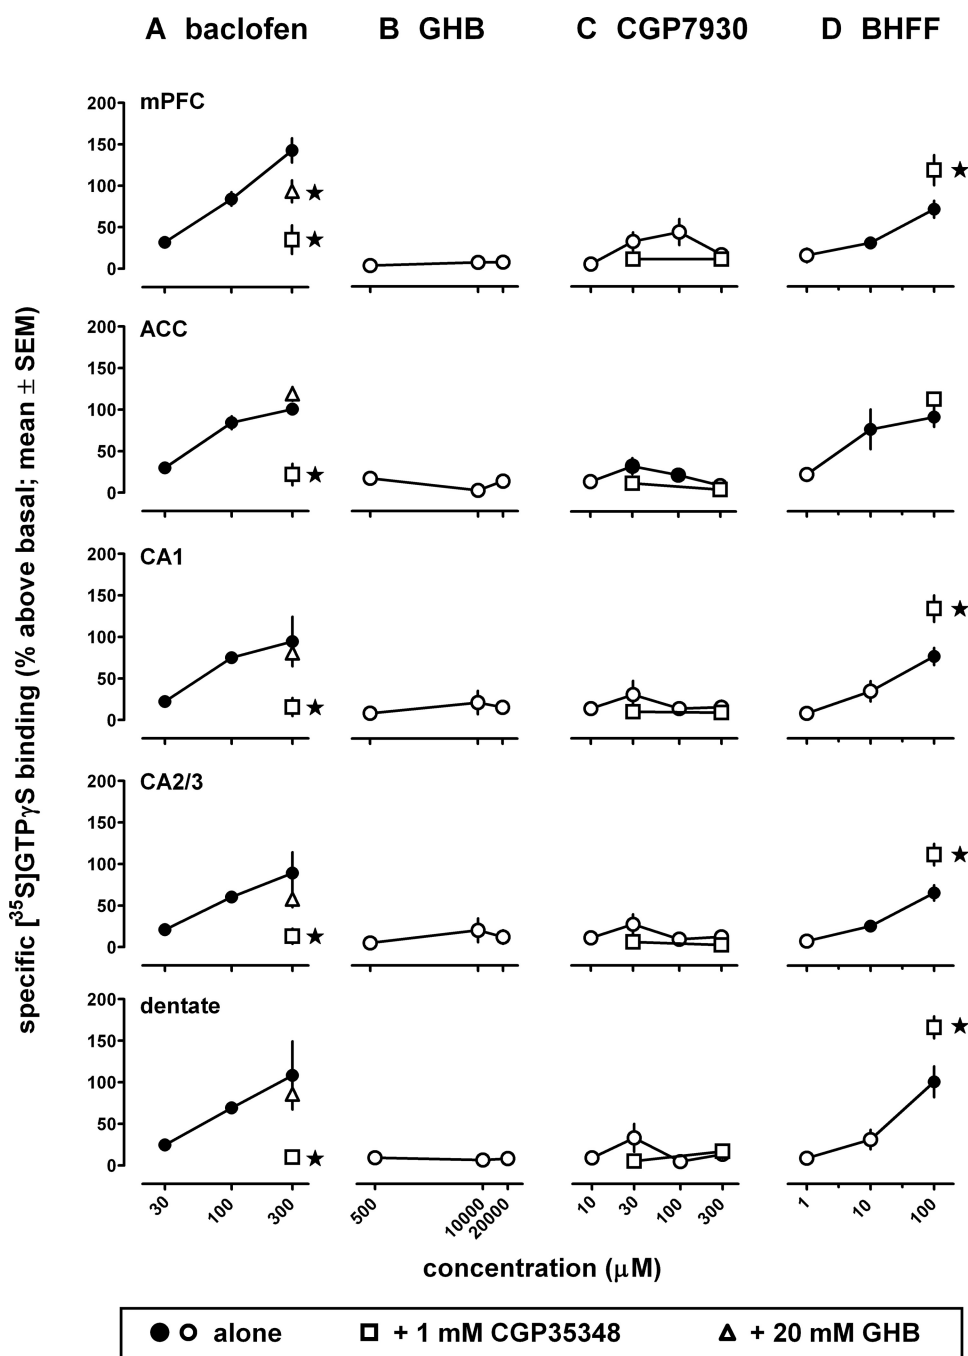 A baclofen B GHB C CGP7930 D BHFF
mPFC
200
150
100
50
0
ACC
200
150
100
50
0
CA1
200
150
100
50
0
CA2/3
200
150
100
50
0
dentate
200
150
100
50
0
specific [³⁵S]GTPγS binding (% above basal; mean ± SEM)
30 100 300 500 10000 20000 10 30 100 300 1 10 100
concentration (μM)
alone + 1 mM CGP35348 + 20 mM GHB